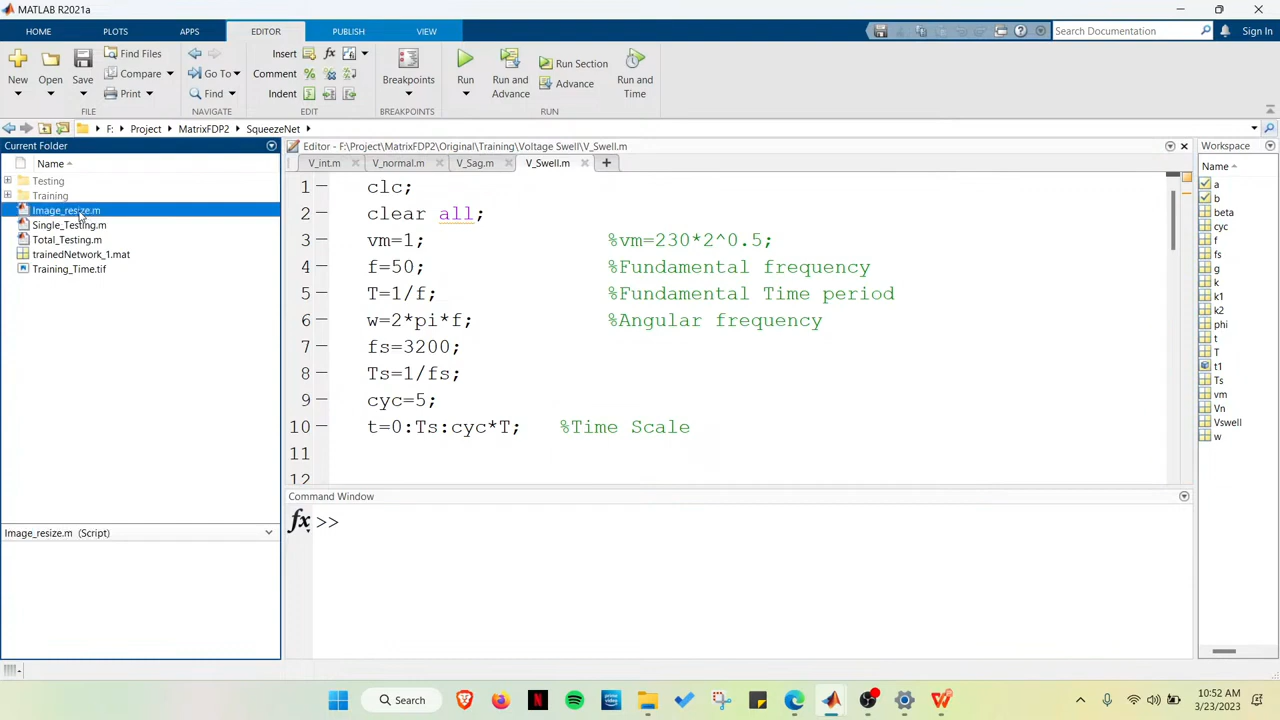 MATLAB R2021a
HOME PLOTS APPS EDITOR PUBLISH VIEW
Search Documentation Sign In
New Open Save Find Files Compare Print Go To Find Insert Comment Indent Breakpoints Run Run and Advance Run Section Advance Run and Time
FILE NAVIGATE EDIT BREAKPOINTS RUN
F: Project MatrixFDP2 SqueezeNet
Current Folder
Name
Testing
Training
Image_resize.m
Single_Testing.m
Total_Testing.m
trainedNetwork_1.mat
Training_Time.tif
Image_resize.m (Script)
Editor - F:\Project\MatrixFDP2\Original\Training\Voltage Swell\V_Swell.m
V_int.m V_normal.m V_Sag.m V_Swell.m
1 clc;
2 clear all;
3 vm=1; %vm=230*2^0.5;
4 f=50; %Fundamental frequency
5 T=1/f; %Fundamental Time period
6 w=2*pi*f; %Angular frequency
7 fs=3200;
8 Ts=1/fs;
9 cyc=5;
10 t=0:Ts:cyc*T; %Time Scale
11
12
Command Window
fx >>
Workspace
Name
a
b
beta
cyc
f
fs
g
k
k1
k2
phi
t
T
t1
Ts
vm
Vn
Vswell
w
Search
10:52 AM
3/23/2023